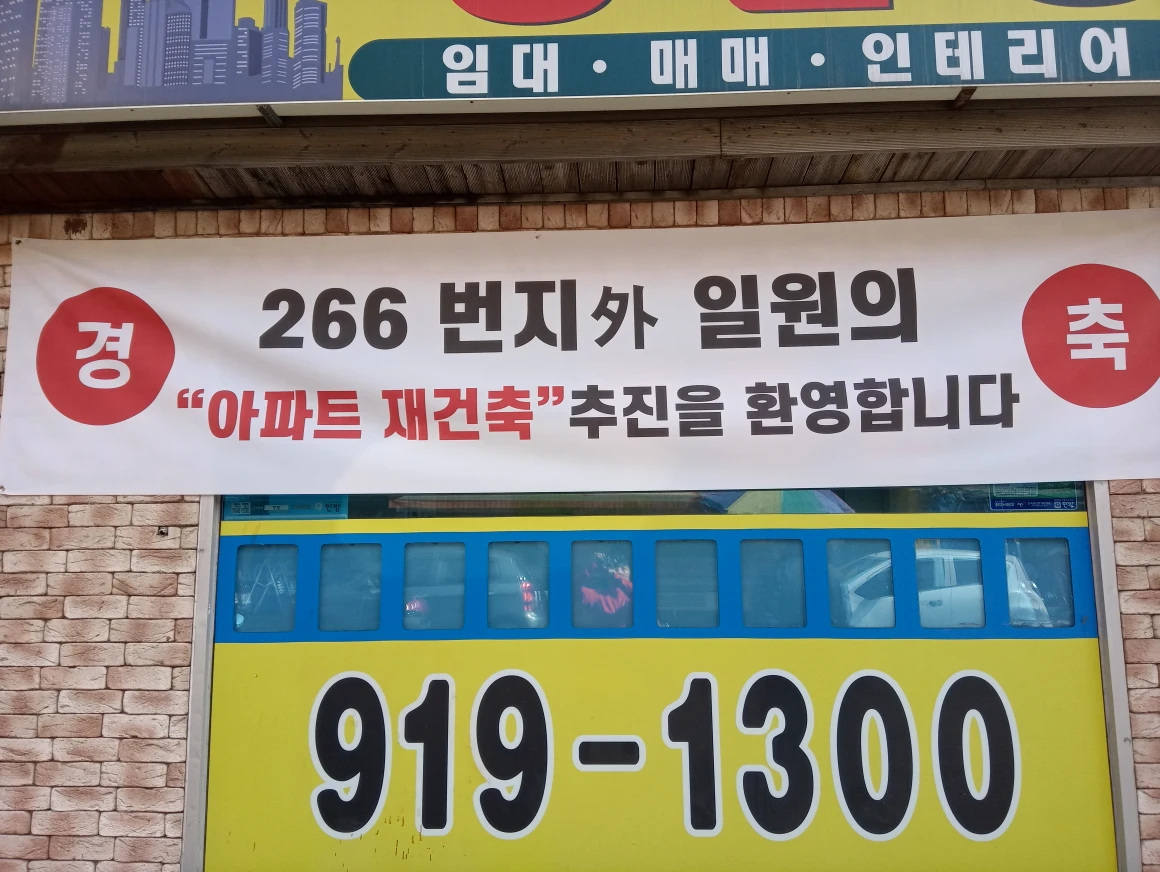 임대·매매·인테리어
경
266 번지外 일원의
“아파트 재건축”추진을 환영합니다
축
919-1300